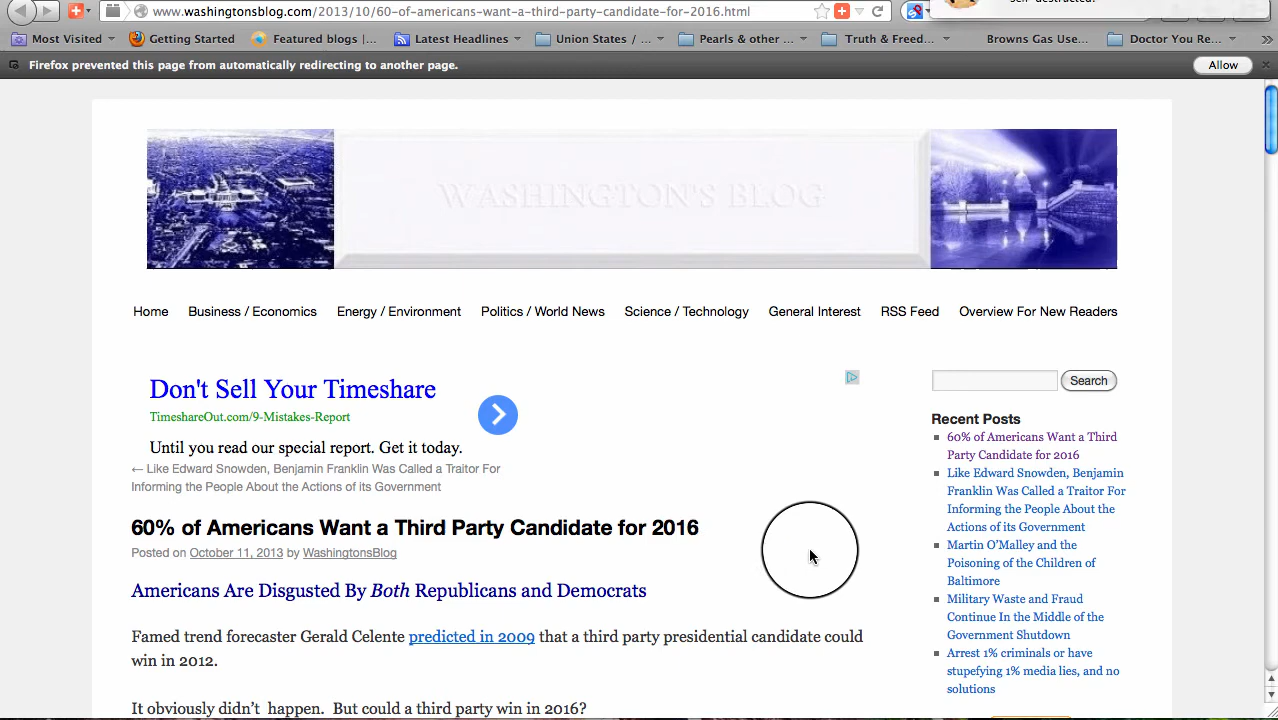 self-destructed.
www.washingtonsblog.com/2013/10/60-of-americans-want-a-third-party-candidate-for-2016.html
Most Visited
Getting Started
Featured blogs |...
Latest Headlines
Union States / ...
Pearls & other ...
Truth & Freed...
Browns Gas Use...
Doctor You Re...
Firefox prevented this page from automatically redirecting to another page.
Allow
WASHINGTON'S BLOG
Home
Business / Economics
Energy / Environment
Politics / World News
Science / Technology
General Interest
RSS Feed
Overview For New Readers
Don't Sell Your Timeshare
TimeshareOut.com/9-Mistakes-Report
Until you read our special report. Get it today.
← Like Edward Snowden, Benjamin Franklin Was Called a Traitor For
Informing the People About the Actions of its Government
60% of Americans Want a Third Party Candidate for 2016
Posted on October 11, 2013 by WashingtonsBlog
Americans Are Disgusted By Both Republicans and Democrats
Famed trend forecaster Gerald Celente predicted in 2009 that a third party presidential candidate could
win in 2012.
It obviously didn't happen. But could a third party win in 2016?
Search
Recent Posts
60% of Americans Want a Third
Party Candidate for 2016
Like Edward Snowden, Benjamin
Franklin Was Called a Traitor For
Informing the People About the
Actions of its Government
Martin O'Malley and the
Poisoning of the Children of
Baltimore
Military Waste and Fraud
Continue In the Middle of the
Government Shutdown
Arrest 1% criminals or have
stupefying 1% media lies, and no
solutions